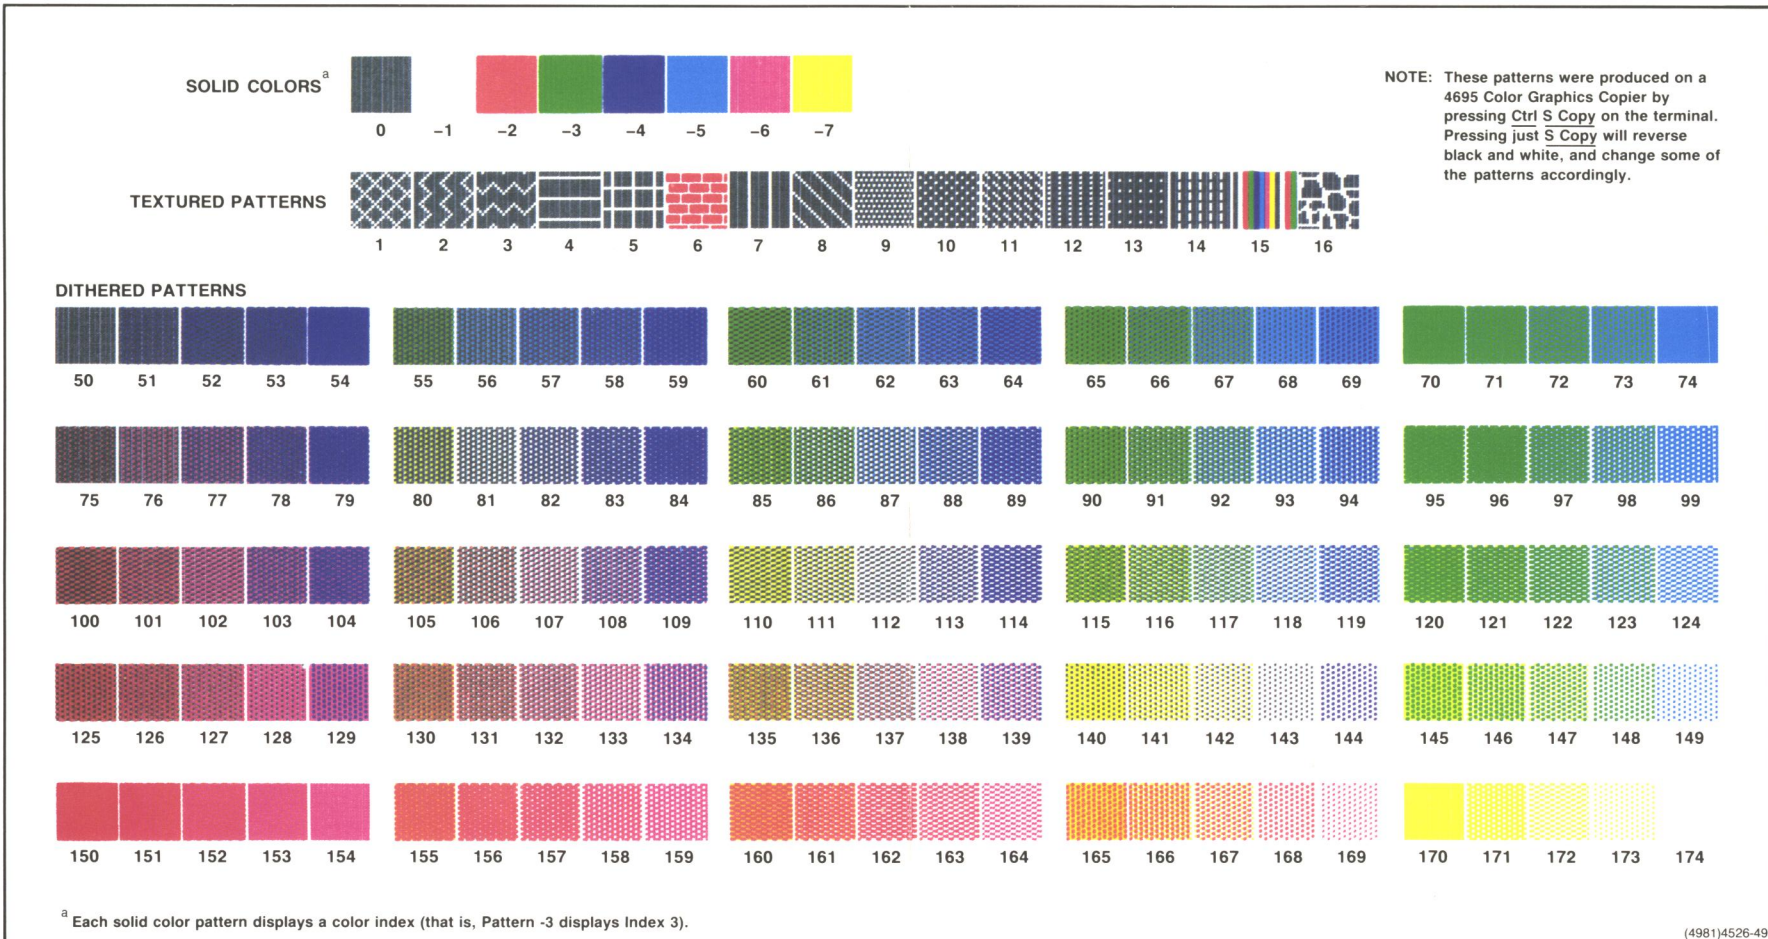 SOLID COLORS a
0 −1 −2 −3 −4 −5 −6 −7
NOTE: These patterns were produced on a
4695 Color Graphics Copier by
pressing Ctrl S Copy on the terminal.
Pressing just S Copy will reverse
black and white, and change some of
the patterns accordingly.
TEXTURED PATTERNS
1 2 3 4 5 6 7 8 9 10 11 12 13 14 15 16
DITHERED PATTERNS
50 51 52 53 54 55 56 57 58 59 60 61 62 63 64 65 66 67 68 69 70 71 72 73 74
75 76 77 78 79 80 81 82 83 84 85 86 87 88 89 90 91 92 93 94 95 96 97 98 99
100 101 102 103 104 105 106 107 108 109 110 111 112 113 114 115 116 117 118 119 120 121 122 123 124
125 126 127 128 129 130 131 132 133 134 135 136 137 138 139 140 141 142 143 144 145 146 147 148 149
150 151 152 153 154 155 156 157 158 159 160 161 162 163 164 165 166 167 168 169 170 171 172 173 174
a Each solid color pattern displays a color index (that is, Pattern -3 displays Index 3).
(4981)4526-49